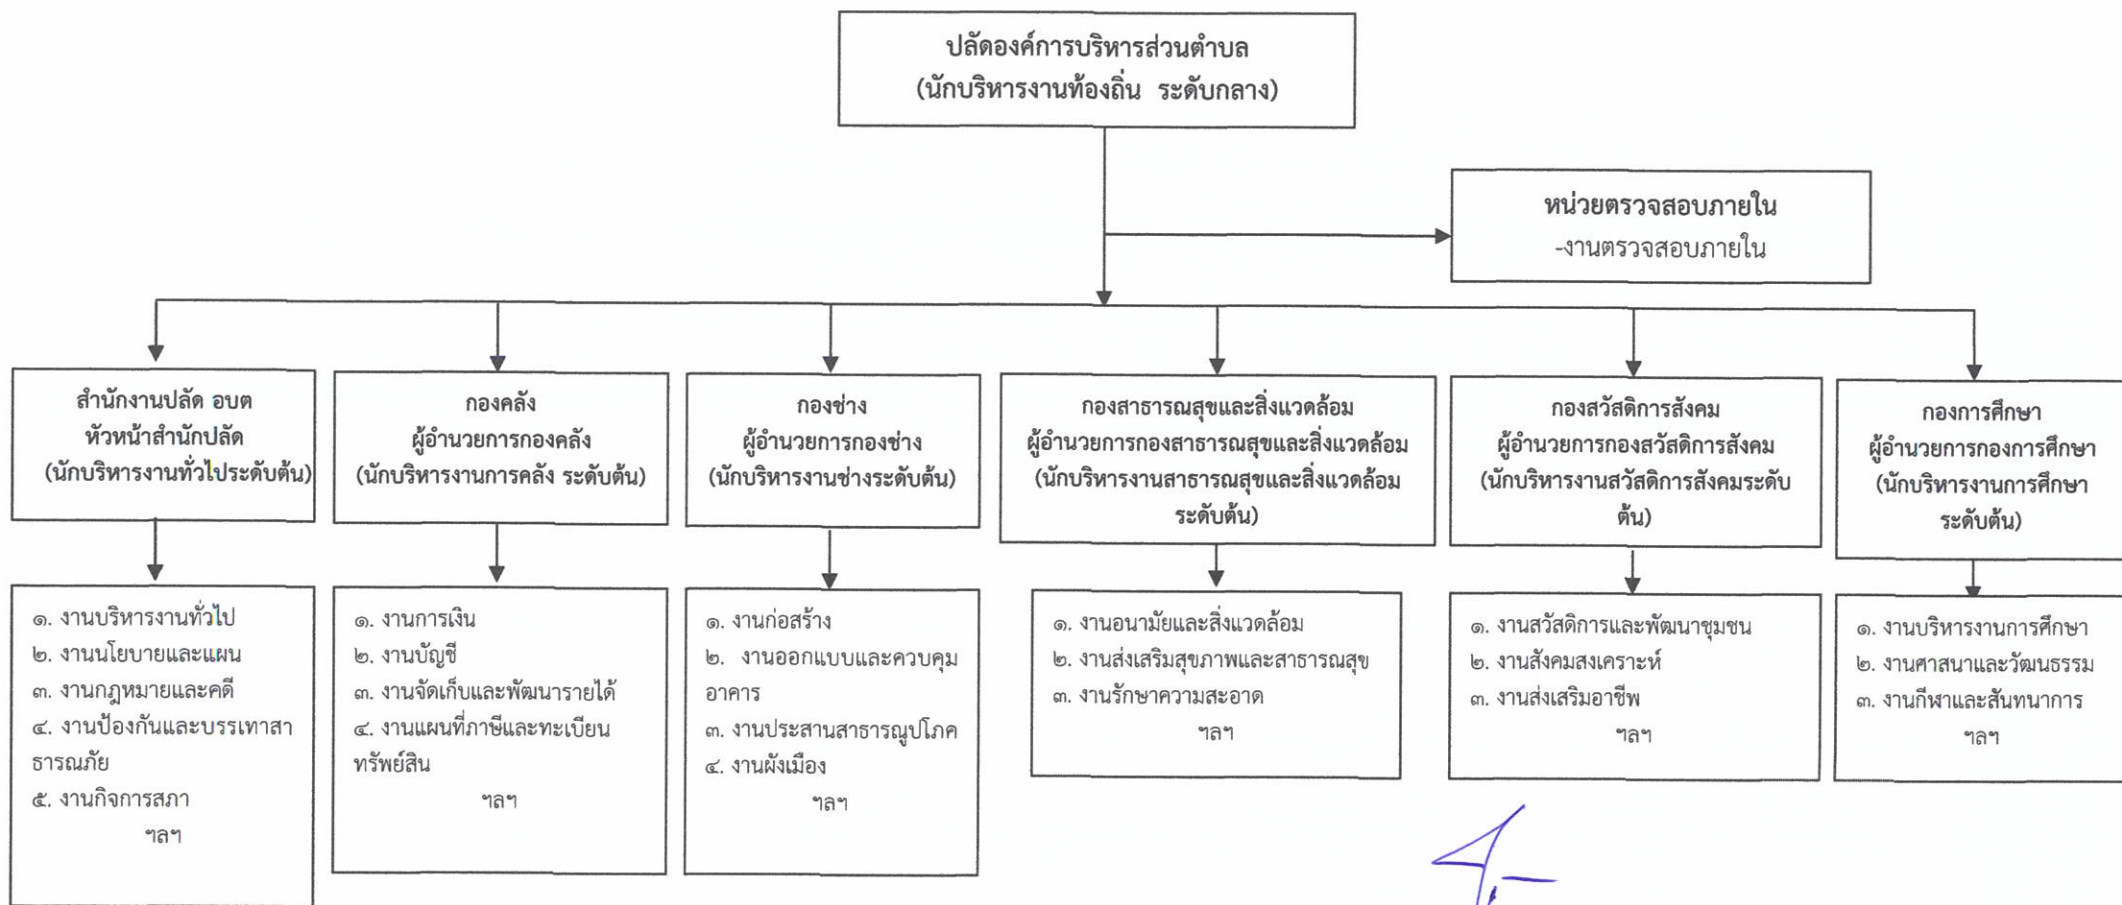 ปลัดองค์การบริหารส่วนตำบล
(นักบริหารงานท้องถิ่น ระดับกลาง)
หน่วยตรวจสอบภายใน
-งานตรวจสอบภายใน
สำนักงานปลัด อบต
หัวหน้าสำนักปลัด
(นักบริหารงานทั่วไประดับต้น)
กองคลัง
ผู้อำนวยการกองคลัง
(นักบริหารงานการคลัง ระดับต้น)
กองช่าง
ผู้อำนวยการกองช่าง
(นักบริหารงานช่างระดับต้น)
กองสาธารณสุขและสิ่งแวดล้อม
ผู้อำนวยการกองสาธารณสุขและสิ่งแวดล้อม
(นักบริหารงานสาธารณสุขและสิ่งแวดล้อม
ระดับต้น)
กองสวัสดิการสังคม
ผู้อำนวยการกองสวัสดิการสังคม
(นักบริหารงานสวัสดิการสังคมระดับ
ต้น)
กองการศึกษา
ผู้อำนวยการกองการศึกษา
(นักบริหารงานการศึกษา
ระดับต้น)
๑. งานบริหารงานทั่วไป
๒. งานนโยบายและแผน
๓. งานกฎหมายและคดี
๔. งานป้องกันและบรรเทาสา
ธารณภัย
๕. งานกิจการสภา
ฯลฯ
๑. งานการเงิน
๒. งานบัญชี
๓. งานจัดเก็บและพัฒนารายได้
๔. งานแผนที่ภาษีและทะเบียน
ทรัพย์สิน
ฯลฯ
๑. งานก่อสร้าง
๒. งานออกแบบและควบคุม
อาคาร
๓. งานประสานสาธารณูปโภค
๔. งานผังเมือง
ฯลฯ
๑. งานอนามัยและสิ่งแวดล้อม
๒. งานส่งเสริมสุขภาพและสาธารณสุข
๓. งานรักษาความสะอาด
ฯลฯ
๑. งานสวัสดิการและพัฒนาชุมชน
๒. งานสังคมสงเคราะห์
๓. งานส่งเสริมอาชีพ
ฯลฯ
๑. งานบริหารงานการศึกษา
๒. งานศาสนาและวัฒนธรรม
๓. งานกีฬาและสันทนาการ
ฯลฯ